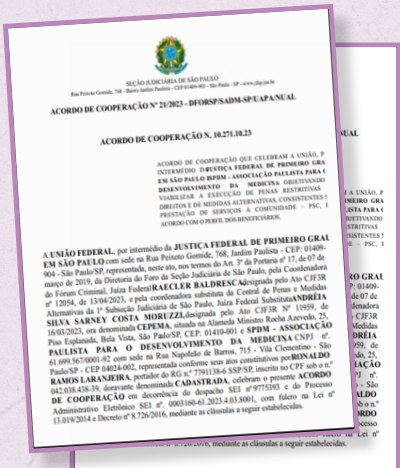 SEÇÃO JUDICIÁRIA DE SÃO PAULO
Rua Peixoto Gomide, 768 - Bairro Jardim Paulista - CEP 01409-903 - São Paulo - SP - www.jfsp.jus.br
ACORDO DE COOPERAÇÃO Nº 21/2023 - DFORSP/SADM-SP/UAPA/NUAL
ACORDO DE COOPERAÇÃO N. 10.271.10.23
ACORDO DE COOPERAÇÃO QUE CELEBRAM A UNIÃO, P
INTERMÉDIO DA JUSTIÇA FEDERAL DE PRIMEIRO GRA
EM SÃO PAULO E SPDM - ASSOCIAÇÃO PAULISTA PARA O
DESENVOLVIMENTO DA MEDICINA OBJETIVANDO
VIABILIZAR A EXECUÇÃO DE PENAS RESTRITIVAS
DIREITOS E DE MEDIDAS ALTERNATIVAS, CONSISTENTES
PRESTAÇÃO DE SERVIÇOS À COMUNIDADE - PSC,
ACORDO COM O PERFIL DOS BENEFICIÁRIOS.
A UNIÃO FEDERAL, por intermédio da JUSTIÇA FEDERAL DE PRIMEIRO GRAU
EM SÃO PAULO com sede na Rua Peixoto Gomide, 768, Jardim Paulista - CEP: 01409-
904 - São Paulo/SP, representada, neste ato, nos termos do Art. 3º da Portaria nº 17, de 07 de
março de 2019, da Diretoria do Foro da Seção Judiciária de São Paulo, pela Coordenadora
do Fórum Criminal, Juíza Federal RAECLER BALDRESCA designada pelo Ato CJF3R
nº 12054, de 13/04/2023, e pela coordenadora substituta da Central de Penas e Medidas
Alternativas da 1ª Subseção Judiciária de São Paulo, Juíza Federal Substituta ANDRÉIA
SILVA SARNEY COSTA MORUZZI, designada pelo Ato CJF3R Nº 11959, de
16/03/2023, ora denominada CEPEMA, situada na Alameda Ministro Rocha Azevedo, 25,
Piso Esplanada, Bela Vista, São Paulo/SP, CEP: 01410-001 e SPDM - ASSOCIAÇÃO
PAULISTA PARA O DESENVOLVIMENTO DA MEDICINA CNPJ nº.
61.699.567/0001-92 com sede na Rua Napoleão de Barros, 715 - Vila Clementino - São
Paulo/SP - CEP 04024-002, representada conforme seus atos constitutivos por RONALDO
RAMOS LARANJEIRA, portador do RG n.º 7791138-6 SSP/SP, inscrito no CPF sob o n.º
042.038.438-39, doravante denominada CADASTRADA, celebram o presente ACORDO
DE COOPERAÇÃO em decorrência do despacho SEI nº 9775393 e do Processo
Administrativo Eletrônico SEI nº. 0003160-61.2023.4.03.8001, com fulcro na Lei nº
13.019/2014 e Decreto nº 8.726/2016, mediante as cláusulas a seguir estabelecidas.
8.726/2016, mediante as cláusulas a seguir estabelecidas.